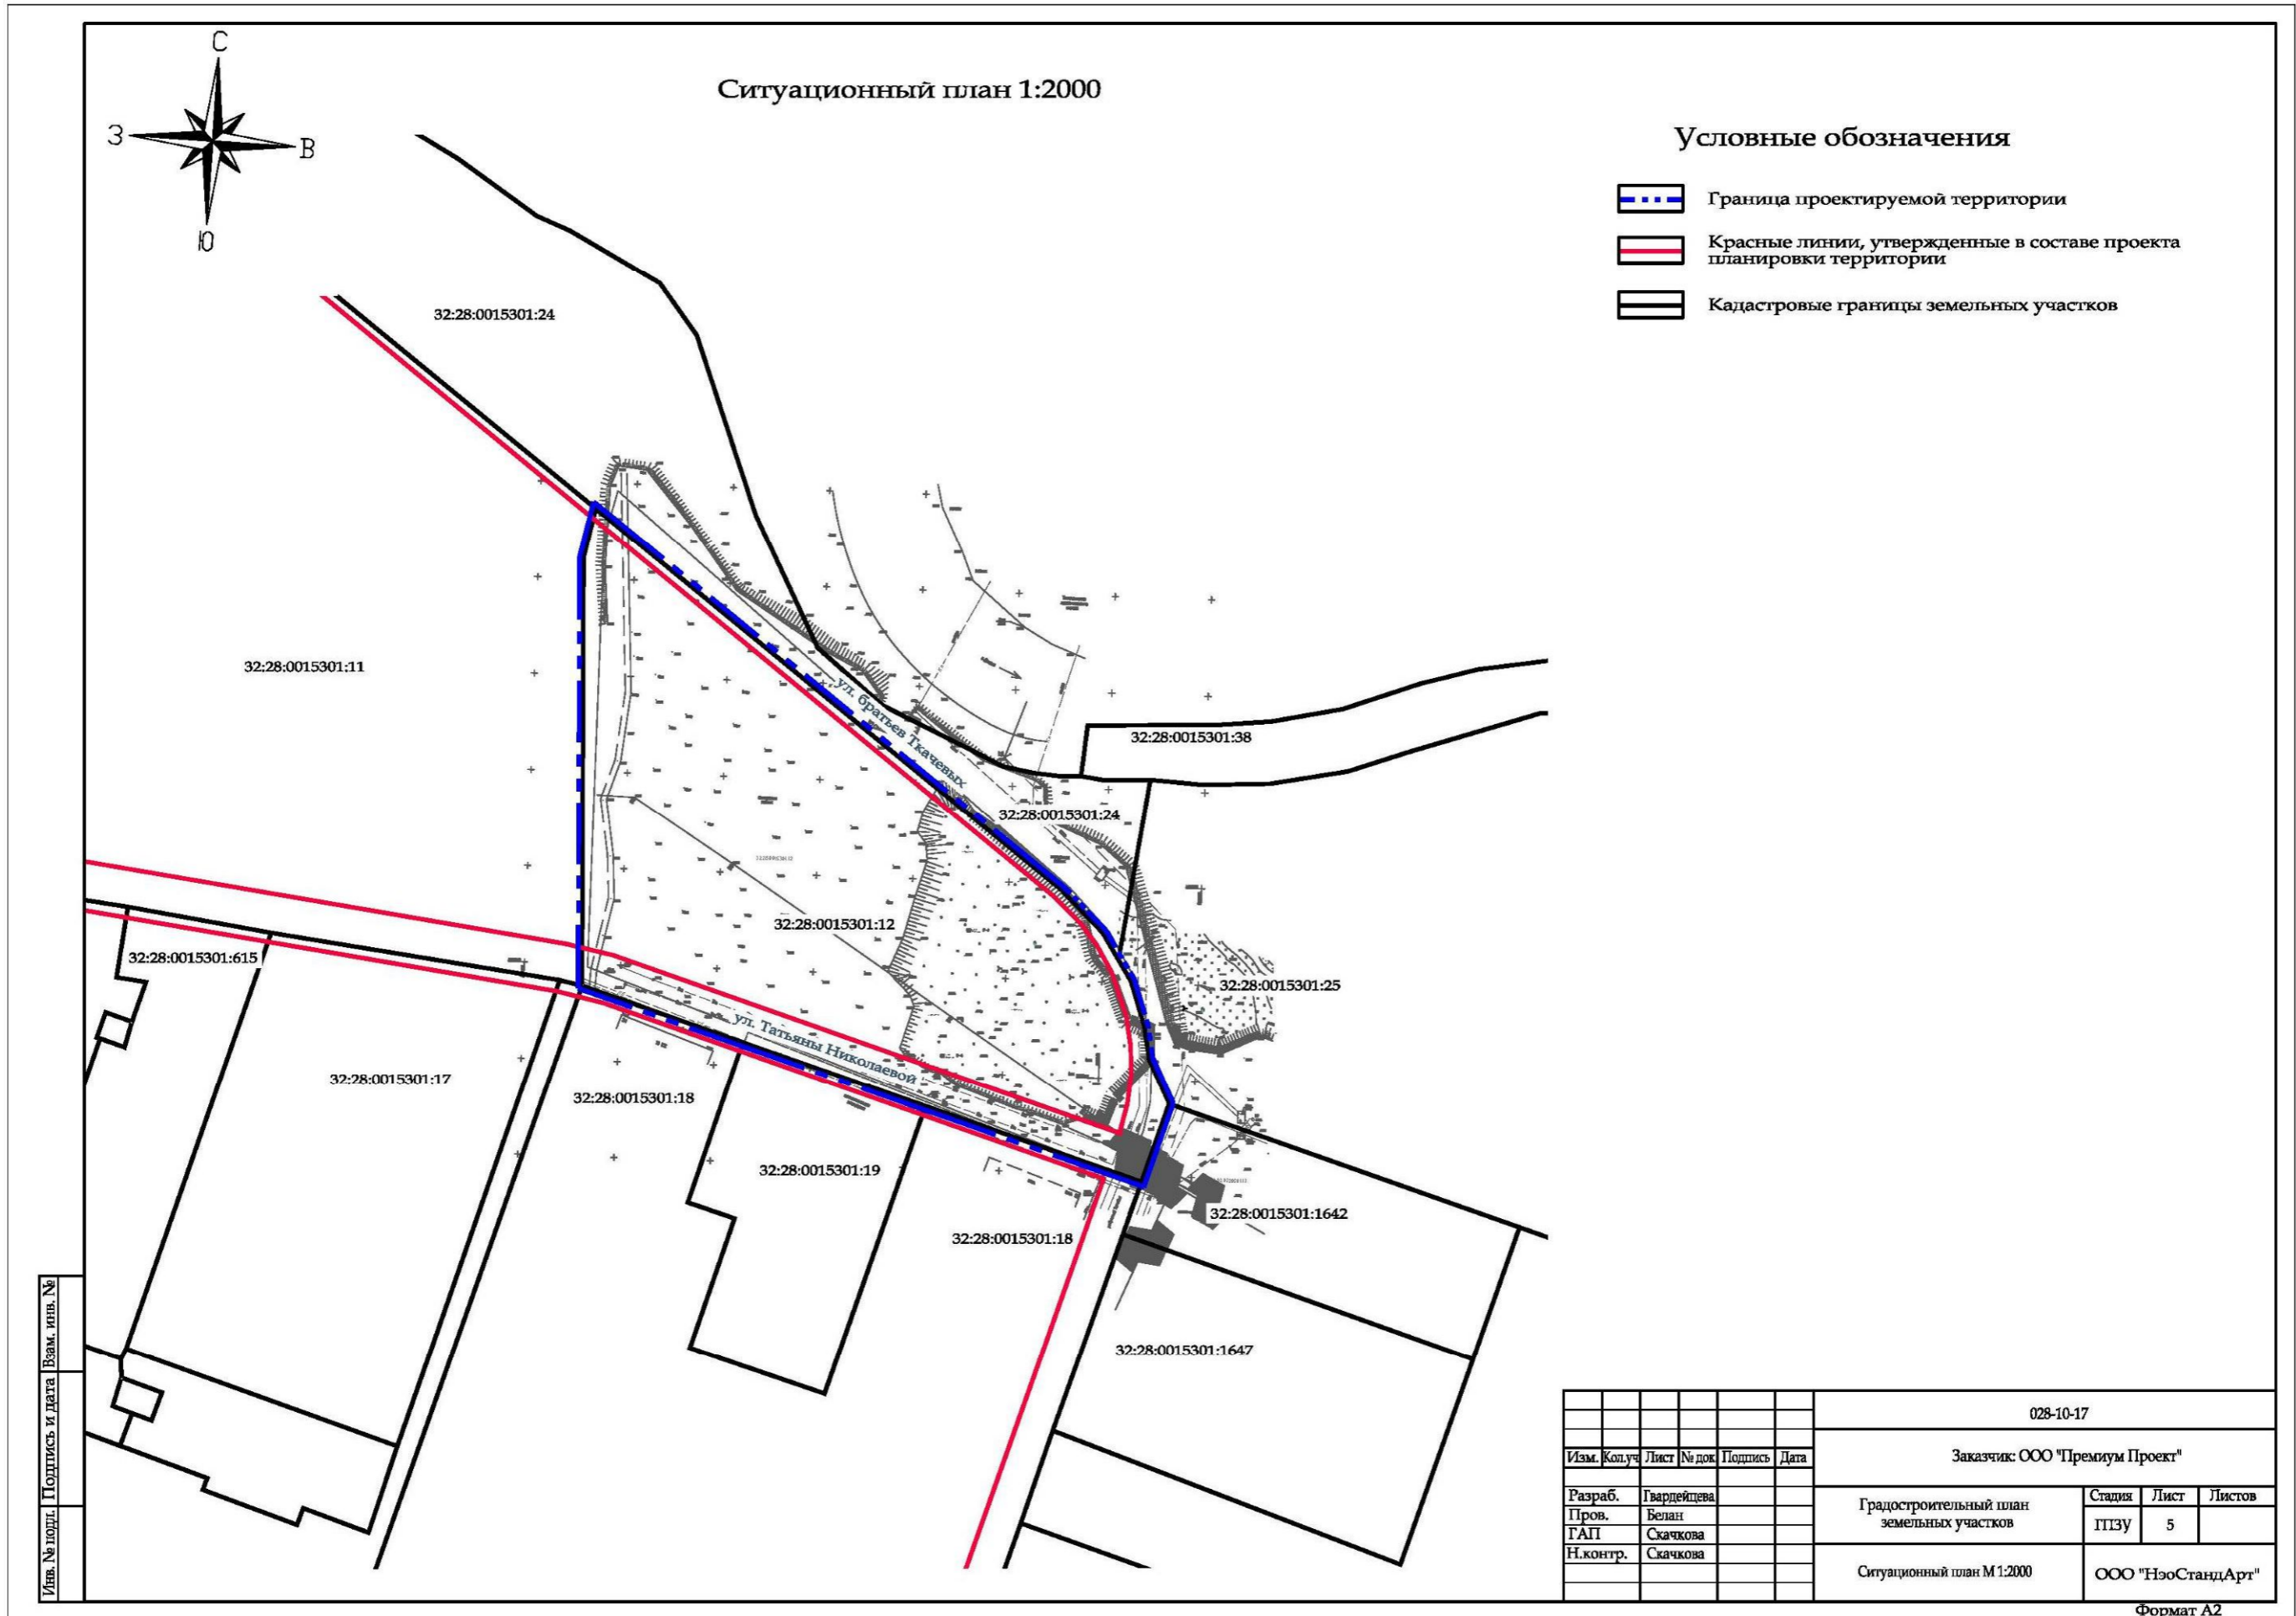 Ситуационный план 1:2000
С
З
В
Ю
Условные обозначения
Граница проектируемой территории
Красные линии, утвержденные в составе проекта
планировки территории
Кадастровые границы земельных участков
32:28:0015301:24
32:28:0015301:11
ул. братьев Ткачевых
32:28:0015301:38
32:28:0015301:24
32:28:0015301:12
32:28:0015301:615
32:28:0015301:25
ул. Татьяны Николаевой
32:28:0015301:17
32:28:0015301:18
32:28:0015301:19
32:28:0015301:1642
32:28:0015301:18
32:28:0015301:1647
Взам. инв. №
Подпись и дата
Инв. № подл.
028-10-17
Заказчик: ООО "Премиум Проект"
Изм. Кол.уч Лист № док Подпись Дата
Разраб. Гвардейцева
Пров. Белан
ГАП Скачкова
Н.контр. Скачкова
Градостроительный план
земельных участков
Стадия Лист Листов
ГПЗУ 5
Ситуационный план М 1:2000
ООО "НэоСтандАрт"
Формат А2